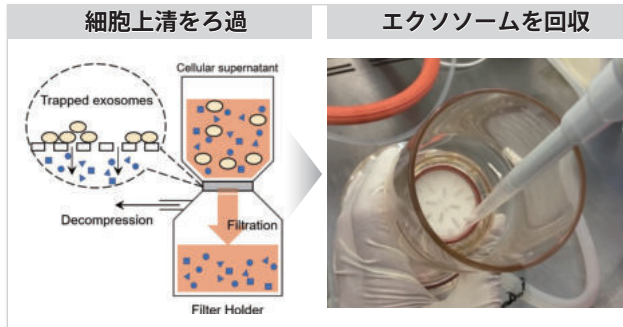 細胞上清をろ過
エクソソームを回収
Cellular supernatant
Trapped exosomes
Decompression
Filtration
Filter Holder